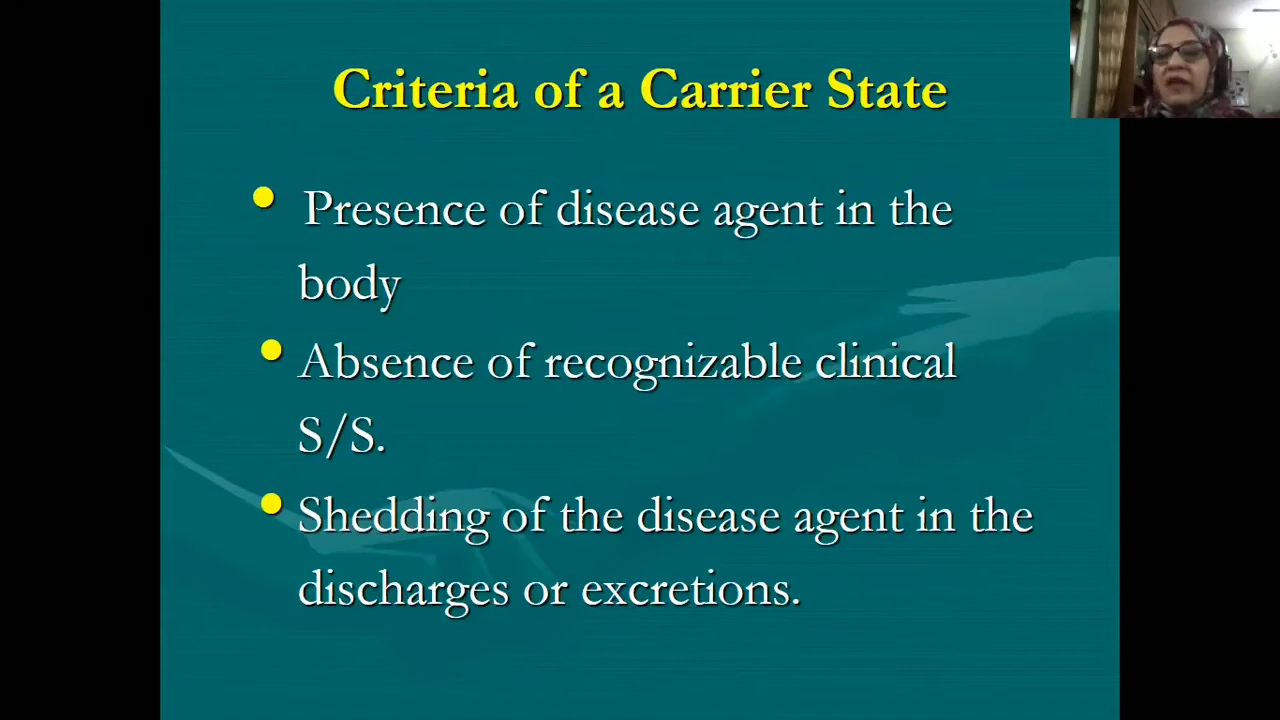 Criteria of a Carrier State
• Presence of disease agent in the
body
• Absence of recognizable clinical
S/S.
• Shedding of the disease agent in the
discharges or excretions.